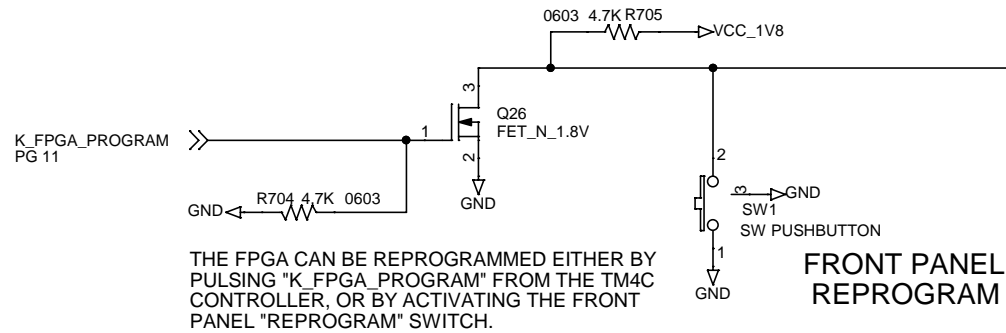 0603 4.7K R705
VCC_1V8
3
Q26
FET_N_1.8V
K_FPGA_PROGRAM
PG 11
1
2
GND
R704 4.7K 0603
GND
2
3
GND
SW1
SW PUSHBUTTON
1
GND
THE FPGA CAN BE REPROGRAMMED EITHER BY
PULSING "K_FPGA_PROGRAM" FROM THE TM4C
CONTROLLER, OR BY ACTIVATING THE FRONT
PANEL "REPROGRAM" SWITCH.
FRONT PANEL
REPROGRAM